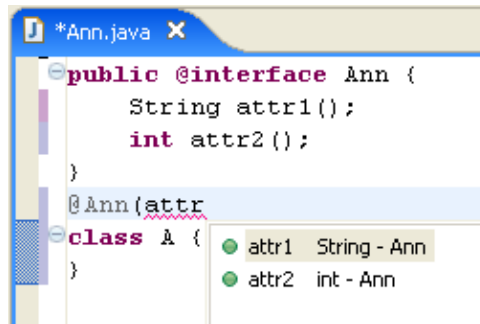 *Ann.java
public @interface Ann {
String attr1();
int attr2();
}
@Ann(attr
class A {
}
attr1 String - Ann
attr2 int - Ann